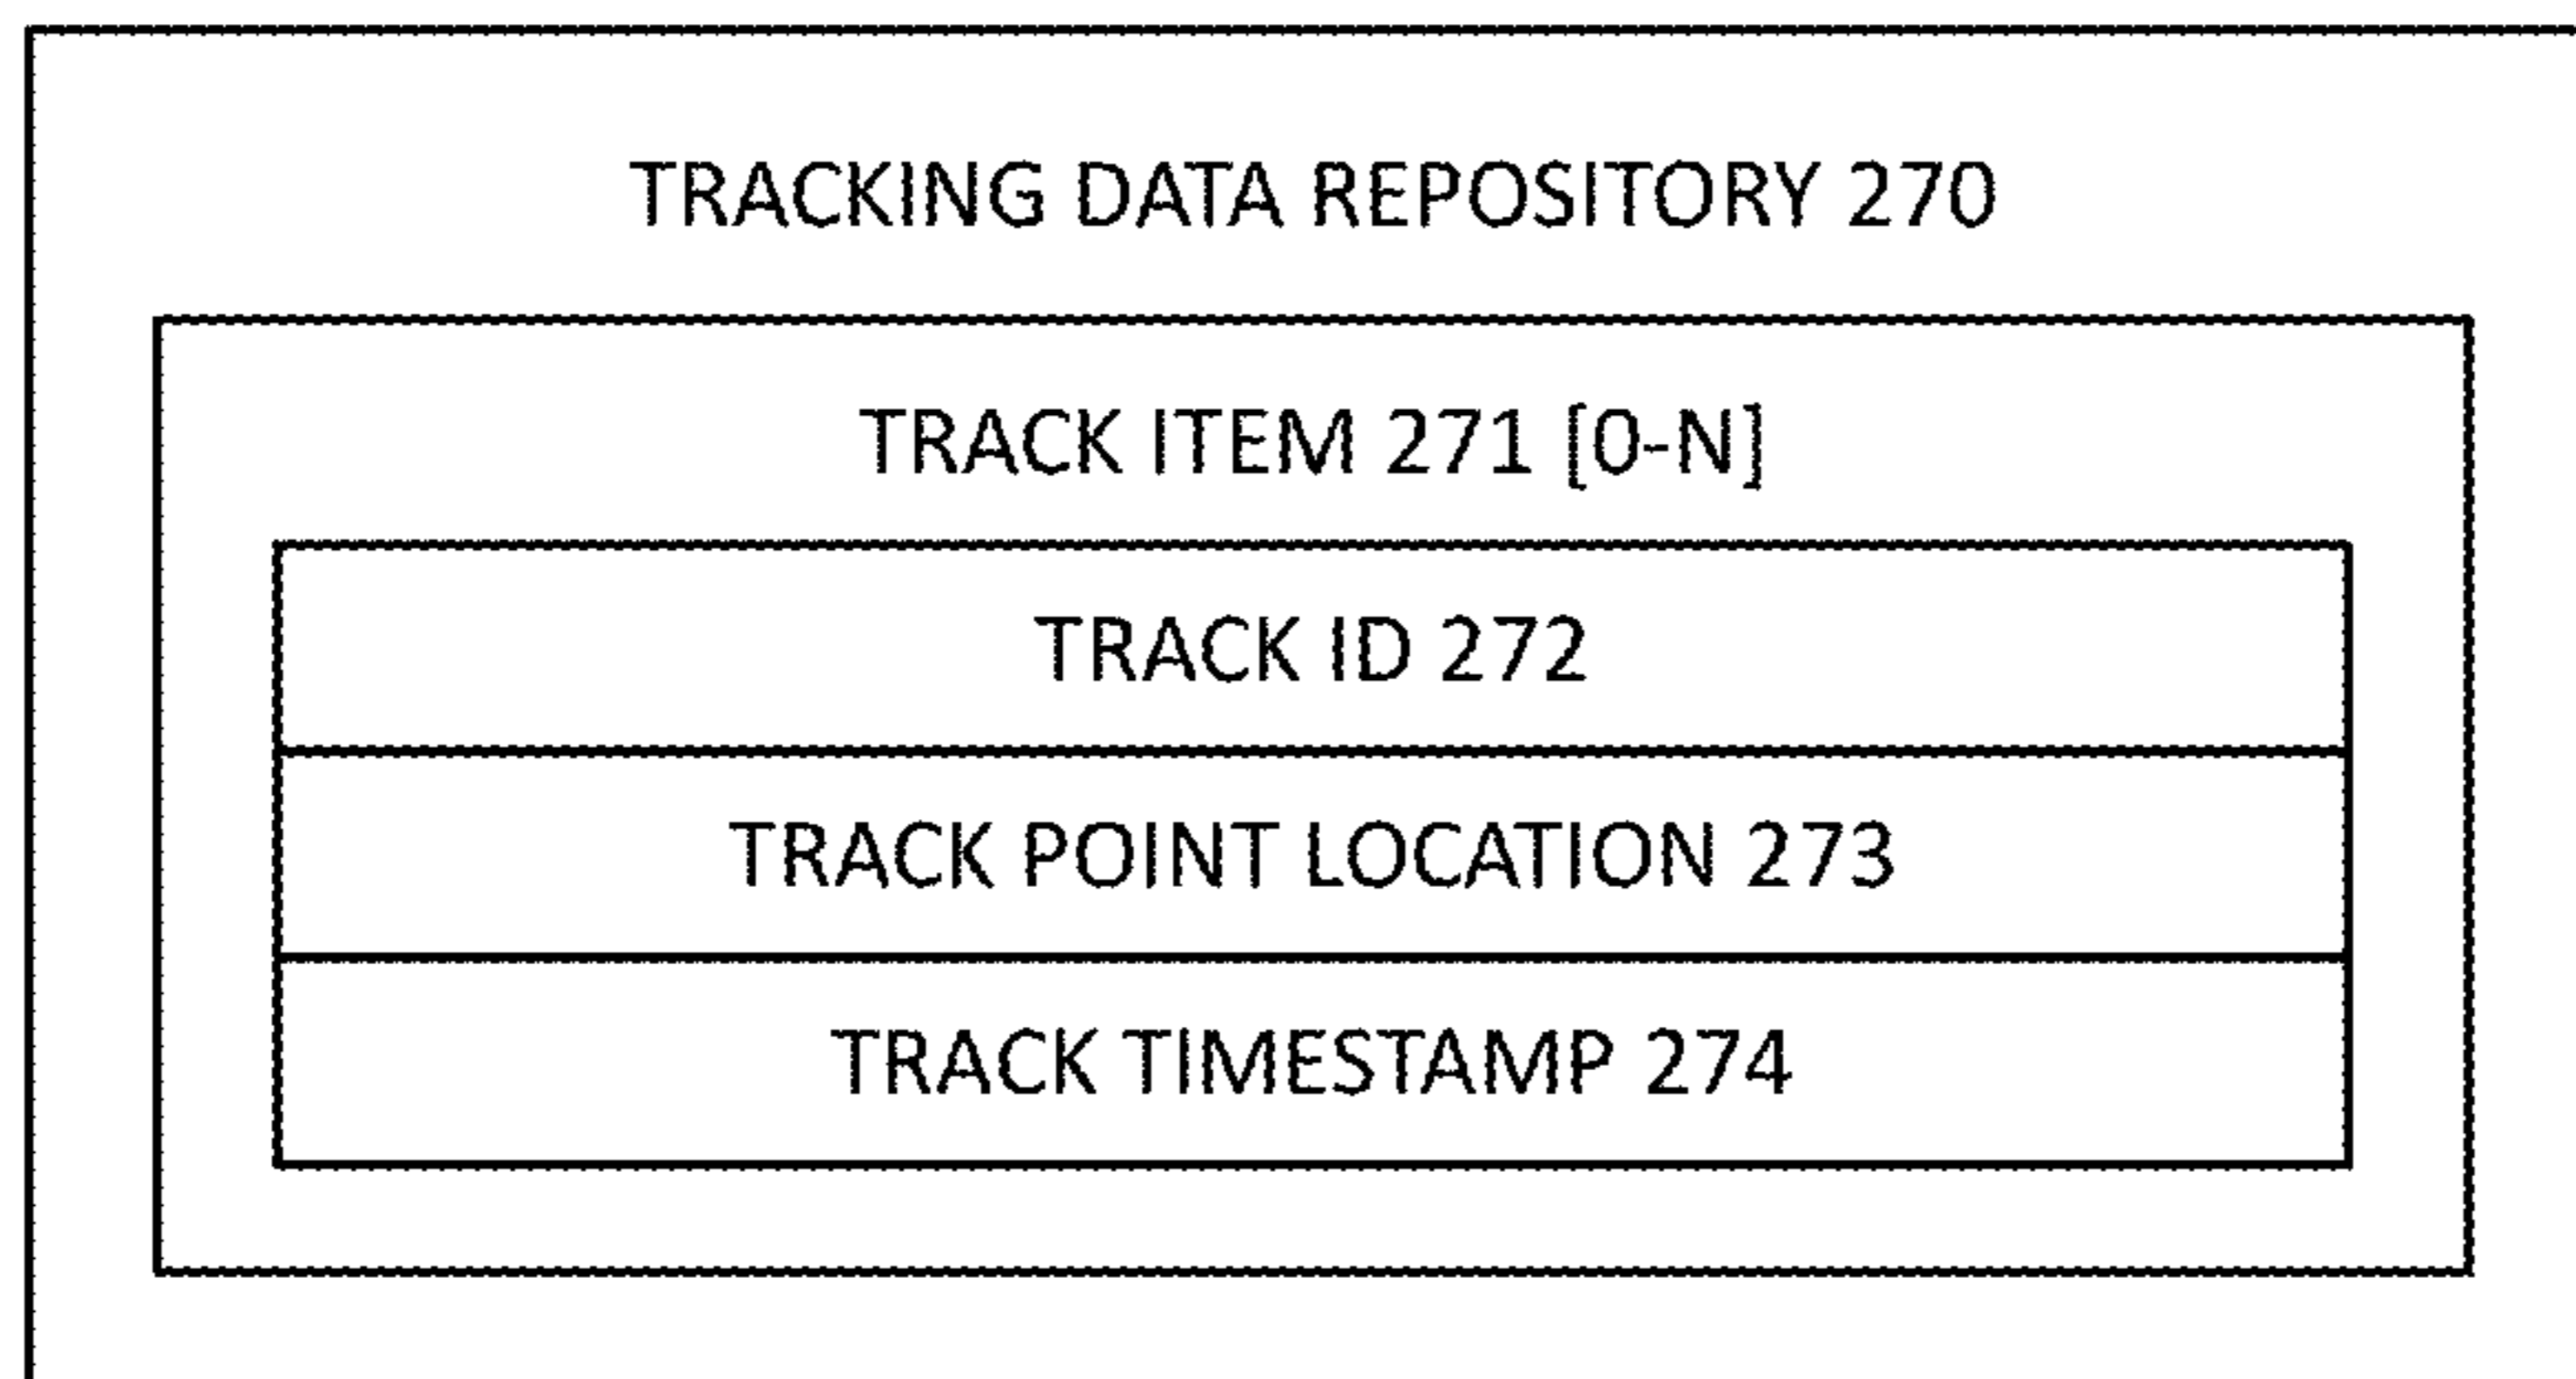 TRACKING DATA REPOSITORY 270
TRACK ITEM 271 [0-N]
TRACK ID 272
TRACK POINT LOCATION 273
TRACK TIMESTAMP 274